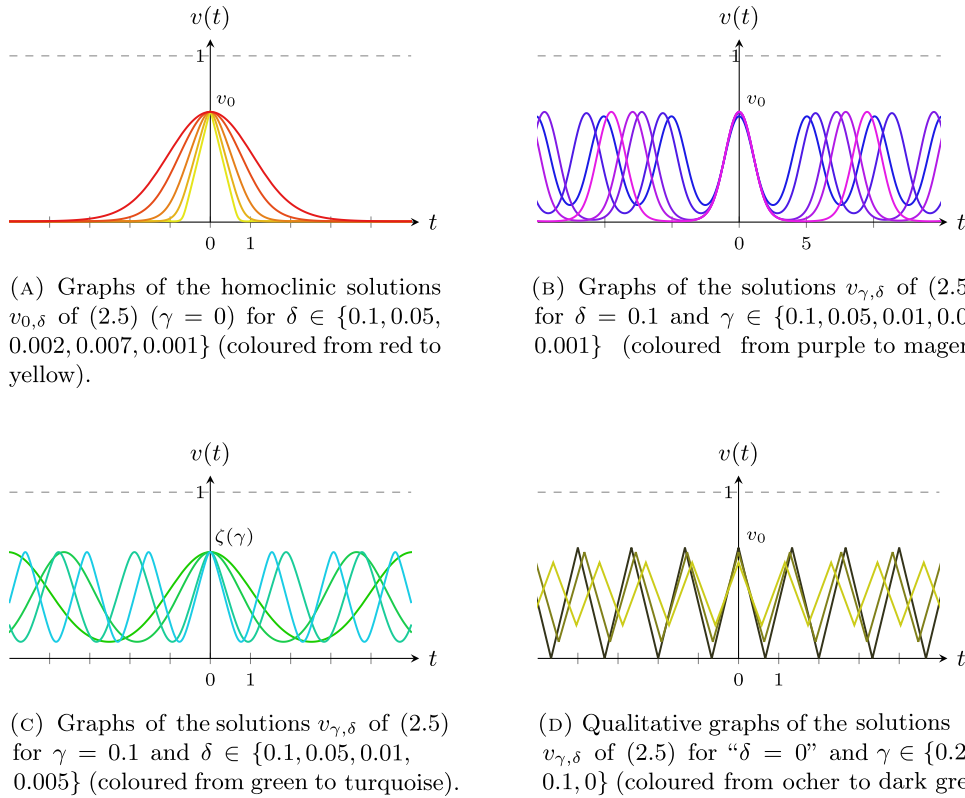 v(t)
1
v₀
t
0 1
(A) Graphs of the homoclinic solutions
v₀,δ of (2.5) (γ = 0) for δ ∈ {0.1, 0.05,
0.002, 0.007, 0.001} (coloured from red to
yellow).
v(t)
1
v₀
t
0 5
(B) Graphs of the solutions vγ,δ of (2.5
for δ = 0.1 and γ ∈ {0.1, 0.05, 0.01, 0.0
0.001} (coloured from purple to mager
v(t)
1
ζ(γ)
t
0 1
(C) Graphs of the solutions vγ,δ of (2.5)
for γ = 0.1 and δ ∈ {0.1, 0.05, 0.01,
0.005} (coloured from green to turquoise).
v(t)
1
v₀
t
0 1
(D) Qualitative graphs of the solutions
vγ,δ of (2.5) for “δ = 0” and γ ∈ {0.2
0.1, 0} (coloured from ocher to dark gre